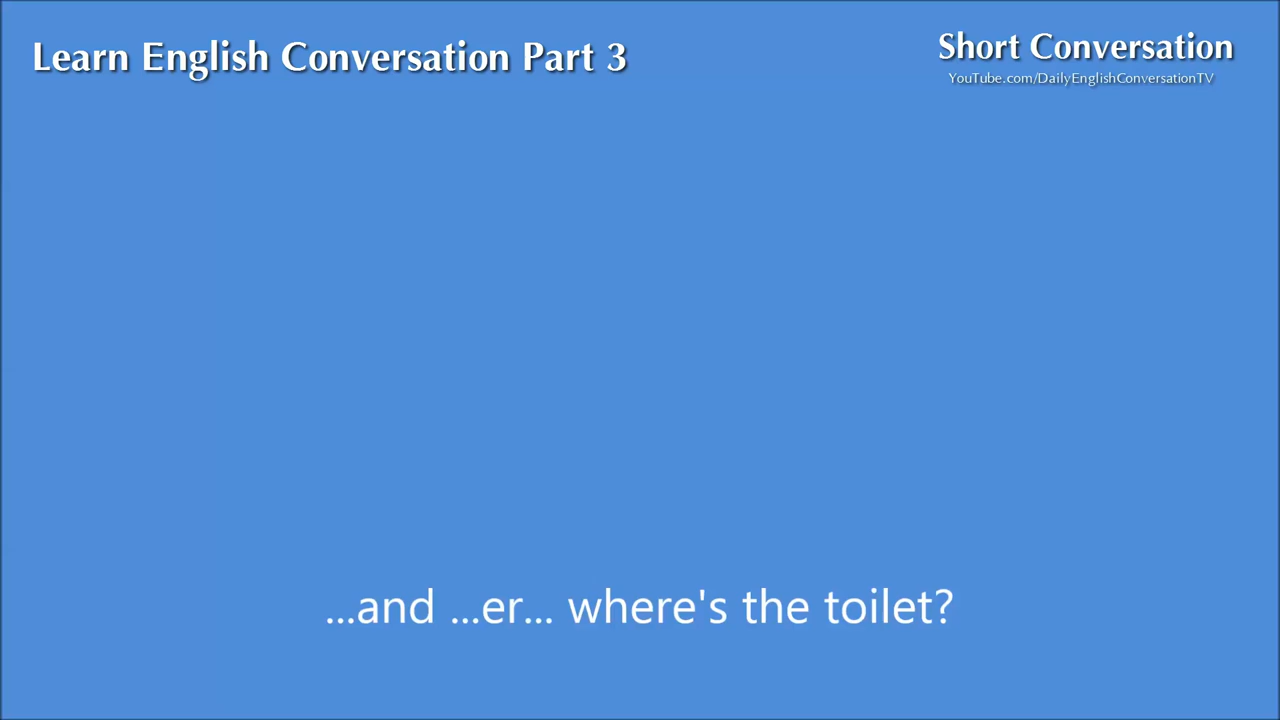 Learn English Conversation Part 3
Short Conversation
YouTube.com/DailyEnglishConversationTV
...and ...er... where's the toilet?